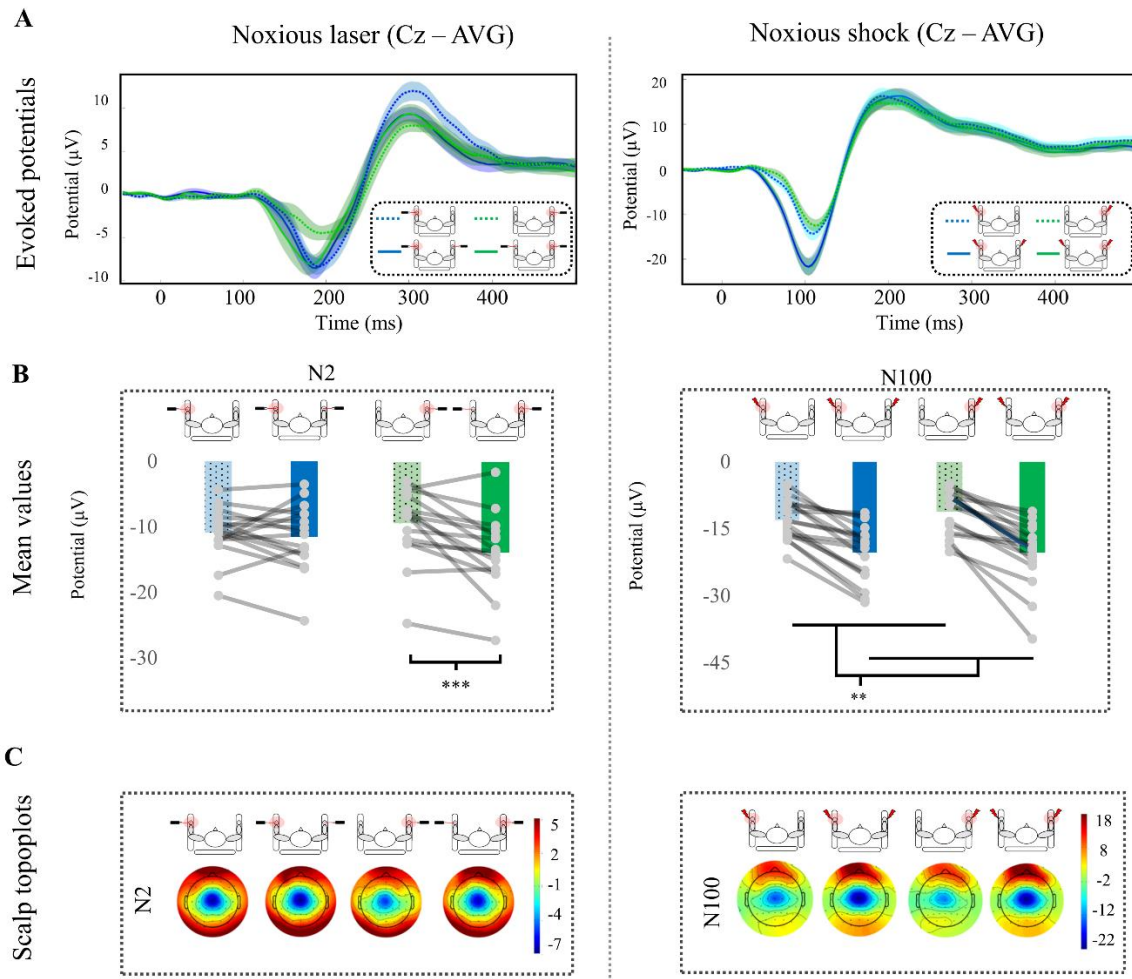 A
Noxious laser (Cz – AVG)
Noxious shock (Cz – AVG)
Evoked potentials
Potential (µV)
10
5
0
-5
-10
0
100
200
300
400
Time (ms)
Potential (µV)
20
10
0
-10
-20
0
100
200
300
400
Time (ms)
B
Mean values
N2
Potential (µV)
0
-10
-20
-30
***
N100
Potential (µV)
0
-15
-30
-45
**
C
Scalp topoplots
N2
5
2
-1
-4
-7
N100
18
8
-2
-12
-22